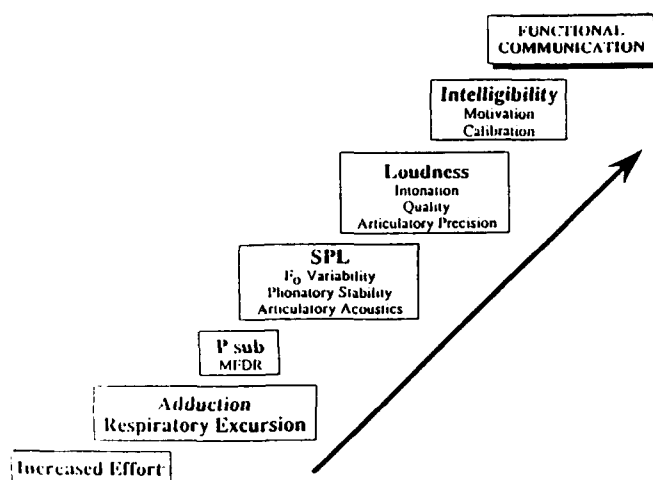 FUNCTIONAL
COMMUNICATION
Intelligibility
Motivation
Calibration
Loudness
Intonation
Quality
Articulatory Precision
SPL
F₀ Variability
Phonatory Stability
Articulatory Acoustics
P sub
MFDR
Adduction
Respiratory Excursion
Increased Effort